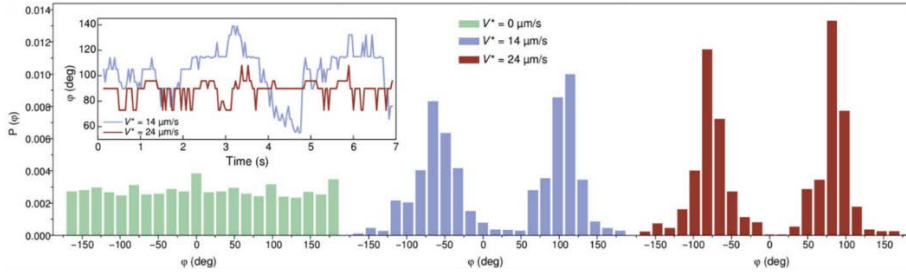 0.014
0.012
0.010
0.008
0.006
0.004
0.002
0.000
P (φ)
140
120
100
80
60
φ (deg)
V* = 14 µm/s
V* = 24 µm/s
0 1 2 3 4 5 6 7
Time (s)
V* = 0 µm/s
V* = 14 µm/s
V* = 24 µm/s
−150 −100 −50 0 50 100 150
−150 −100 −50 0 50 100 150
−150 −100 −50 0 50 100 150
φ (deg)
φ (deg)
φ (deg)